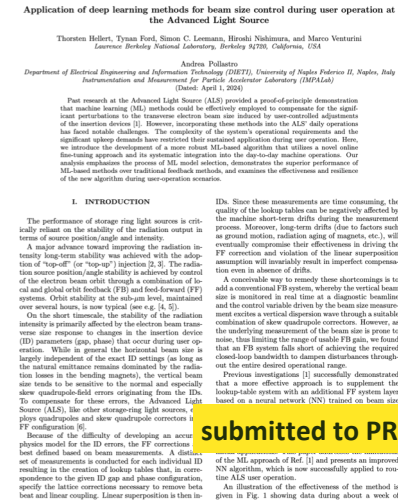 Application of deep learning methods for beam size control during user operation at
the Advanced Light Source
Thorsten Hellert, Tynan Ford, Simon C. Leemann, Hiroshi Nishimura, and Marco Venturini
Lawrence Berkeley National Laboratory, Berkeley 94720, California, USA
Andrea Pollastro
Department of Electrical Engineering and Information Technology (DIETI), University of Naples Federico II, Naples, Italy
Instrumentation and Measurement for Particle Accelerator Laboratory (IMPALab)
(Dated: April 1, 2024)
Past research at the Advanced Light Source (ALS) provided a proof-of-principle demonstration
that machine learning (ML) methods could be effectively employed to compensate for the signif-
icant perturbations to the transverse electron beam size induced by user-controlled adjustments
of the insertion devices [1]. However, incorporating these methods into the ALS' daily operations
has faced notable challenges. The complexity of the system's operational requirements and the
significant upkeep demands have restricted their sustained application during user operation. Here,
we introduce the development of a more robust ML-based algorithm that utilizes a novel online
fine-tuning approach and its systematic integration into the day-to-day machine operations. Our
analysis emphasizes the process of ML model selection, demonstrates the superior performance of
ML-based methods over traditional feedback methods, and examines the effectiveness and resilience
of the new algorithm during user-operation scenarios.
I. INTRODUCTION
The performance of storage ring light sources is crit-
ically reliant on the stability of the radiation output in
terms of source position/angle and intensity.
A major advance toward improving the radiation in-
tensity long-term stability was achieved with the adop-
tion of "top-off" (or "top-up") injection [2, 3]. The radia-
tion source position/angle stability is achieved by control
of the electron beam orbit through a combination of lo-
cal and global orbit feedback (FB) and feed-forward (FF)
systems. Orbit stability at the sub-μm level, maintained
over several hours, is now typical (see e.g. [4, 5]).
On the short timescale, the stability of the radiation
intensity is primarily affected by the electron beam trans-
verse size response to changes in the insertion device
(ID) parameters (gap, phase) that occur during user op-
eration. While in general the horizontal beam size is
largely independent of the exact ID settings (as long as
the natural emittance remains dominated by the radia-
tion losses in the bending magnets), the vertical beam
size tends to be sensitive to the normal and especially
skew quadrupole-field errors originating from the IDs.
To compensate for these errors, the Advanced Light
Source (ALS), like other storage-ring light sources,
ploys quadrupoles and skew quadrupole correctors in
FF configuration [6].
Because of the difficulty of developing an accur
physics model for the ID errors, the FF corrections
best defined based on beam measurements. A distin
set of measurements is conducted for each individual ID
resulting in the creation of lookup tables that, in corre-
spondence to the given ID gap and phase configuration,
specify the lattice corrections necessary to remove beta
beat and linear coupling. Linear superposition is then in-
IDs. Since these measurements are time consuming, the
quality of the lookup tables can be negatively affected by
the machine short-term drifts during the measurement
process. Moreover, long-term drifts (due to factors such
as ground motion, radiation aging of magnets, etc.), will
eventually compromise their effectiveness in driving the
FF correction and violation of the linear superposition
assumption will invariably result in imperfect compensa-
tion even in absence of drifts.
A conceivable way to remedy these shortcomings is to
add a conventional FB system, whereby the vertical beam
size is monitored in real time at a diagnostic beamline
and the control variable driven by the beam size measure-
ment excites a vertical dispersion wave through a suitable
combination of skew quadrupole correctors. However, as
the underlying measurement of the beam size is prone to
noise, thus limiting the range of usable FB gain, we found
that an FB system falls short of achieving the required
closed-loop bandwidth to dampen disturbances through-
out the entire desired operational range.
Previous investigations [1] successfully demonstrated
that a more effective approach is to supplement the
lookup-table system with an additional FF system layer
based on a neural network (NN) trained on beam size
submitted to PR
of the ML approach of Ref. [1] and presents an improved
NN algorithm, which is now successfully applied to rou-
tine ALS user operation.
An illustration of the effectiveness of the method is
given in Fig. 1 showing data during about a week of